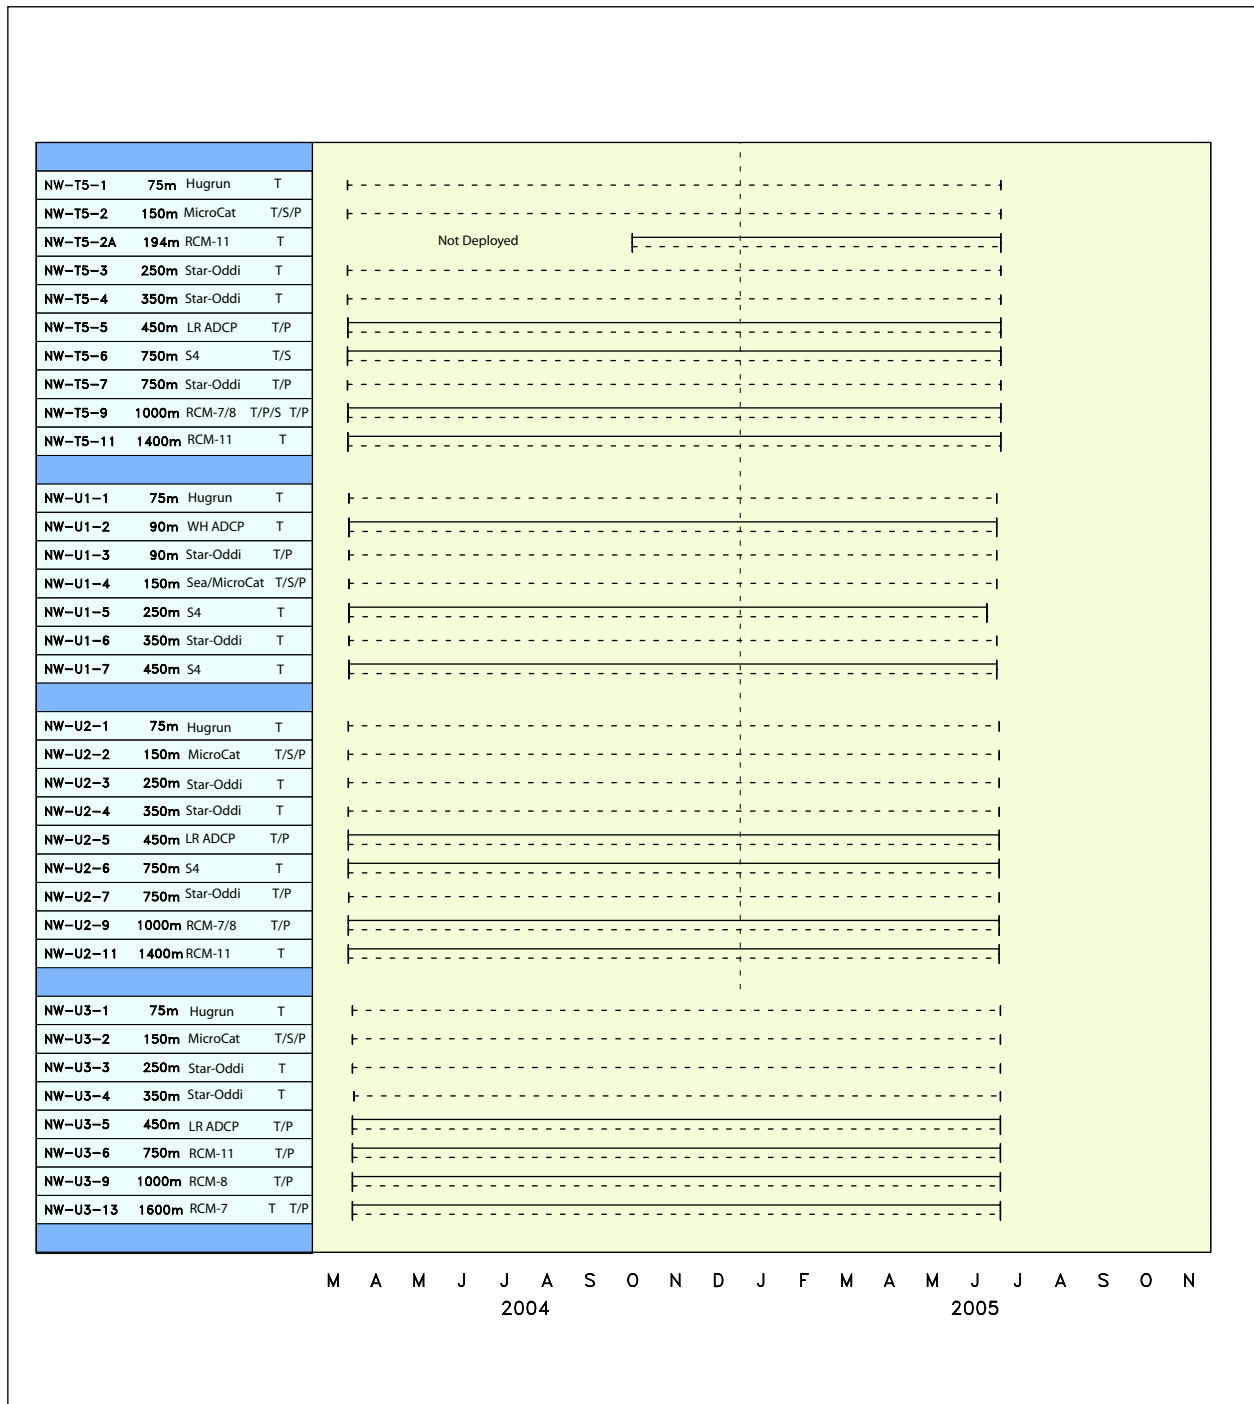 NW-T5-1 75m Hugrun T
NW-T5-2 150m MicroCat T/S/P
NW-T5-2A 194m RCM-11 T Not Deployed
NW-T5-3 250m Star-Oddi T
NW-T5-4 350m Star-Oddi T
NW-T5-5 450m LR ADCP T/P
NW-T5-6 750m S4 T/S
NW-T5-7 750m Star-Oddi T/P
NW-T5-9 1000m RCM-7/8 T/P/S T/P
NW-T5-11 1400m RCM-11 T
NW-U1-1 75m Hugrun T
NW-U1-2 90m WH ADCP T
NW-U1-3 90m Star-Oddi T/P
NW-U1-4 150m Sea/MicroCat T/S/P
NW-U1-5 250m S4 T
NW-U1-6 350m Star-Oddi T
NW-U1-7 450m S4 T
NW-U2-1 75m Hugrun T
NW-U2-2 150m MicroCat T/S/P
NW-U2-3 250m Star-Oddi T
NW-U2-4 350m Star-Oddi T
NW-U2-5 450m LR ADCP T/P
NW-U2-6 750m S4 T
NW-U2-7 750m Star-Oddi T/P
NW-U2-9 1000m RCM-7/8 T/P
NW-U2-11 1400m RCM-11 T
NW-U3-1 75m Hugrun T
NW-U3-2 150m MicroCat T/S/P
NW-U3-3 250m Star-Oddi T
NW-U3-4 350m Star-Oddi T
NW-U3-5 450m LR ADCP T/P
NW-U3-6 750m RCM-11 T/P
NW-U3-9 1000m RCM-8 T/P
NW-U3-13 1600m RCM-7 T T/P
M A M J J A S O N D J F M A M J J A S O N
2004 2005